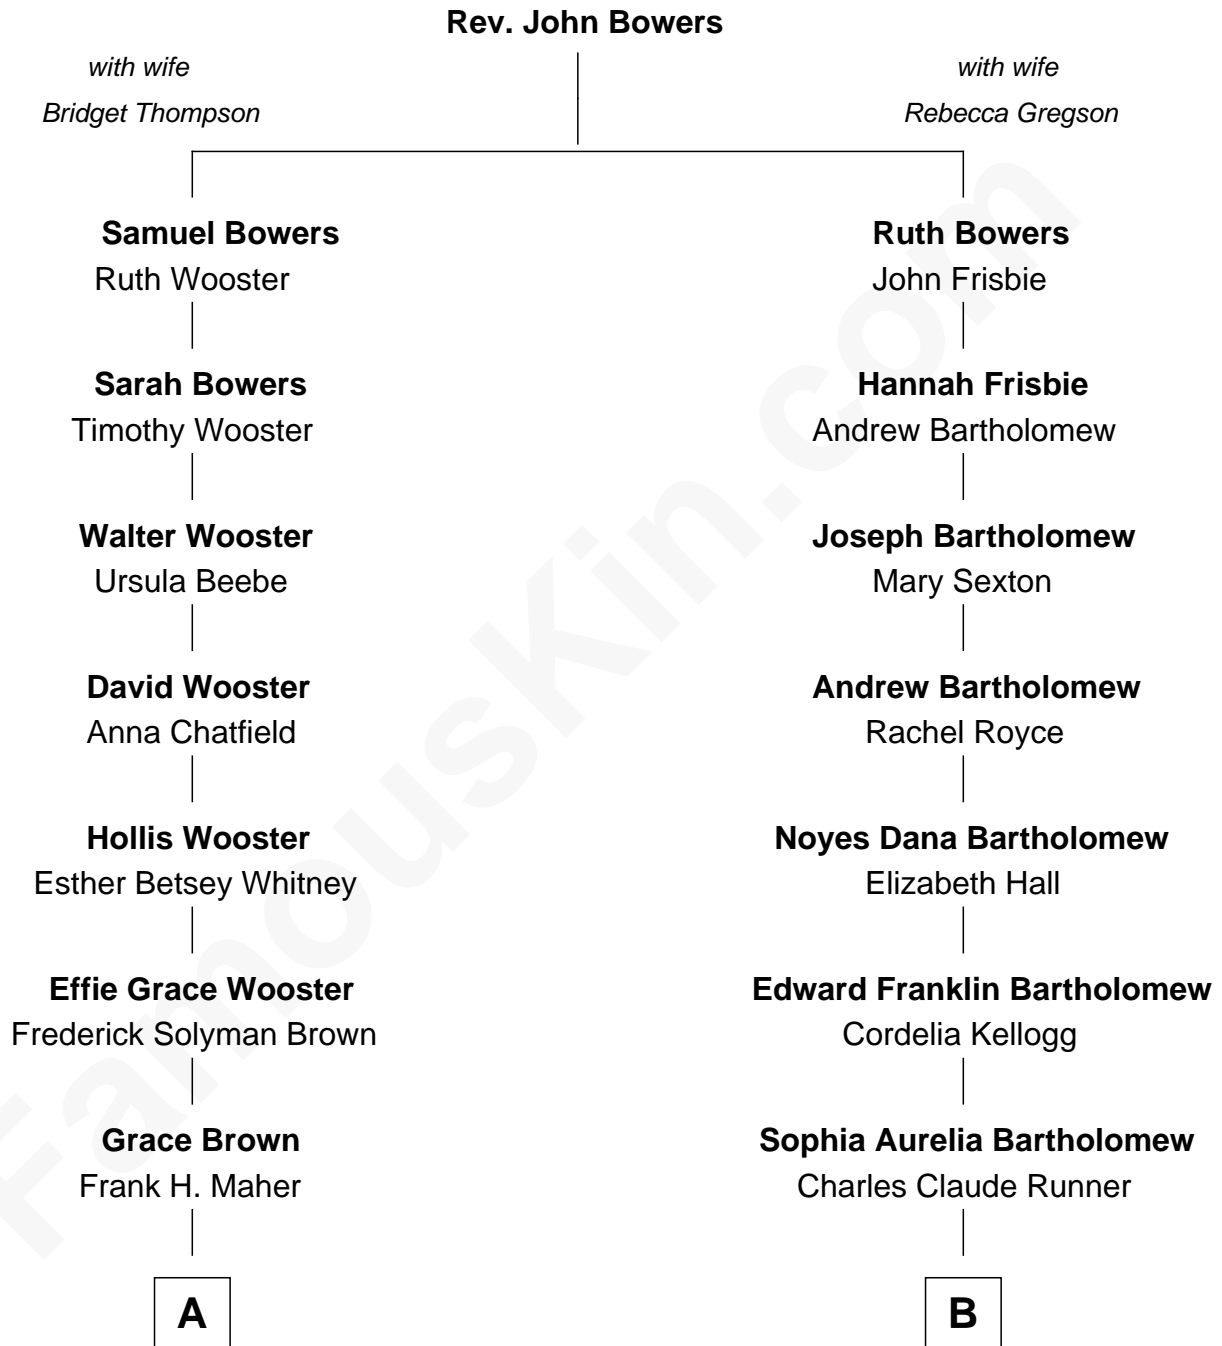 Rev. John Bowers
with wife
Bridget Thompson
with wife
Rebecca Gregson
Samuel Bowers
Ruth Wooster
Ruth Bowers
John Frisbie
Sarah Bowers
Timothy Wooster
Hannah Frisbie
Andrew Bartholomew
Walter Wooster
Ursula Beebe
Joseph Bartholomew
Mary Sexton
David Wooster
Anna Chatfield
Andrew Bartholomew
Rachel Royce
Hollis Wooster
Esther Betsey Whitney
Noyes Dana Bartholomew
Elizabeth Hall
Effie Grace Wooster
Frederick Solyman Brown
Edward Franklin Bartholomew
Cordelia Kellogg
Grace Brown
Frank H. Maher
Sophia Aurelia Bartholomew
Charles Claude Runner
A
B
FamousKin.com